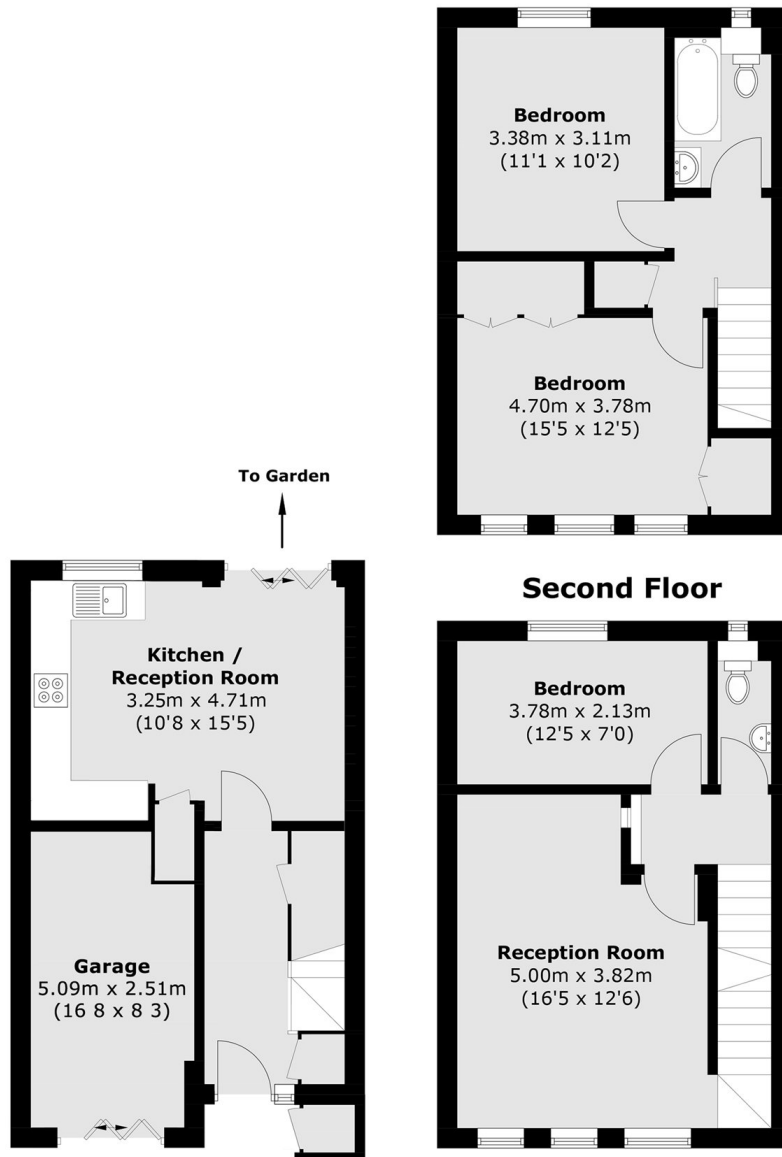 Bedroom
3.38m x 3.11m
(11'1 x 10'2)
Bedroom
4.70m x 3.78m
(15'5 x 12'5)
Second Floor
To Garden
Kitchen /
Reception Room
3.25m x 4.71m
(10'8 x 15'5)
Garage
5.09m x 2.51m
(16 8 x 8 3)
Bedroom
3.78m x 2.13m
(12'5 x 7'0)
Reception Room
5.00m x 3.82m
(16'5 x 12'6)